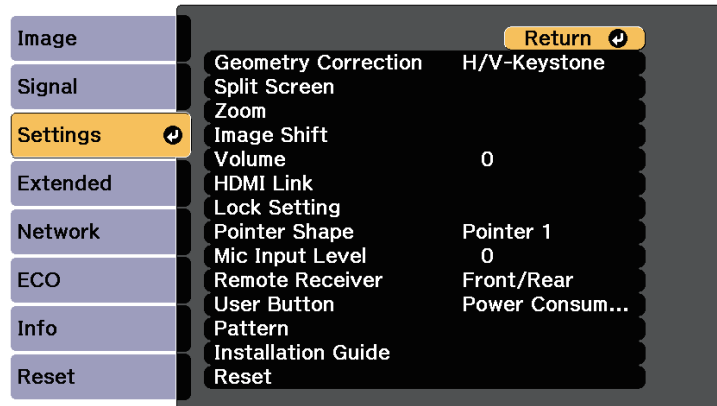 Image
Signal
Settings
Extended
Network
ECO
Info
Reset
Return
Geometry Correction H/V-Keystone
Split Screen
Zoom
Image Shift
Volume 0
HDMI Link
Lock Setting
Pointer Shape Pointer 1
Mic Input Level 0
Remote Receiver Front/Rear
User Button Power Consum...
Pattern
Installation Guide
Reset